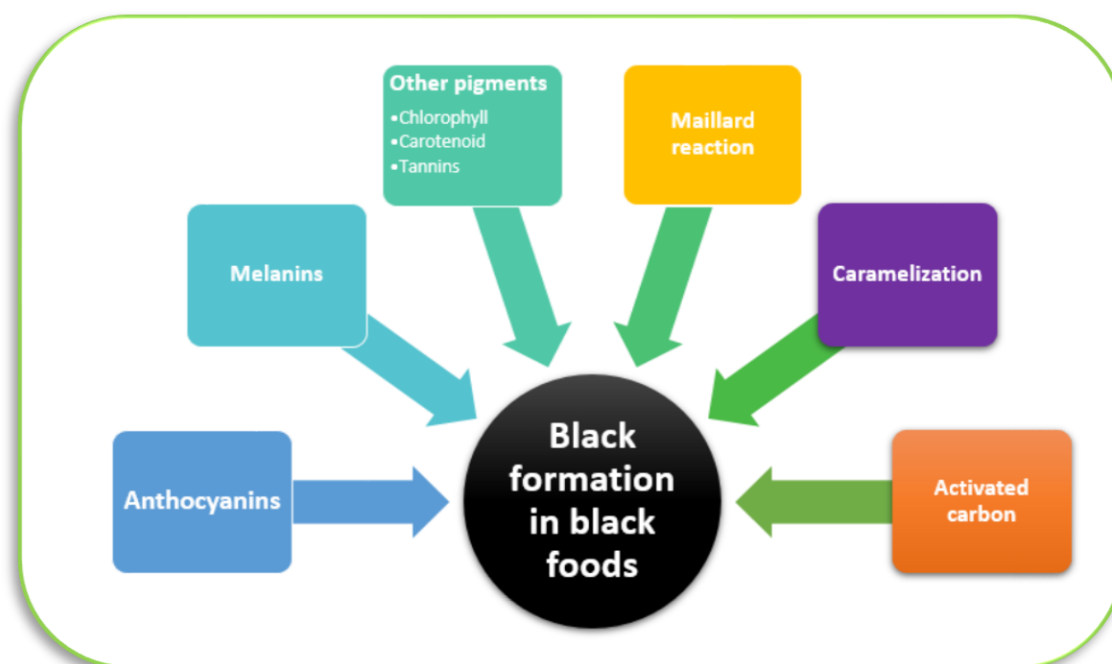 Other pigments
•Chlorophyll
•Carotenoid
•Tannins
Maillard
reaction
Melanins
Caramelization
Anthocyanins
Black
formation
in black
foods
Activated
carbon